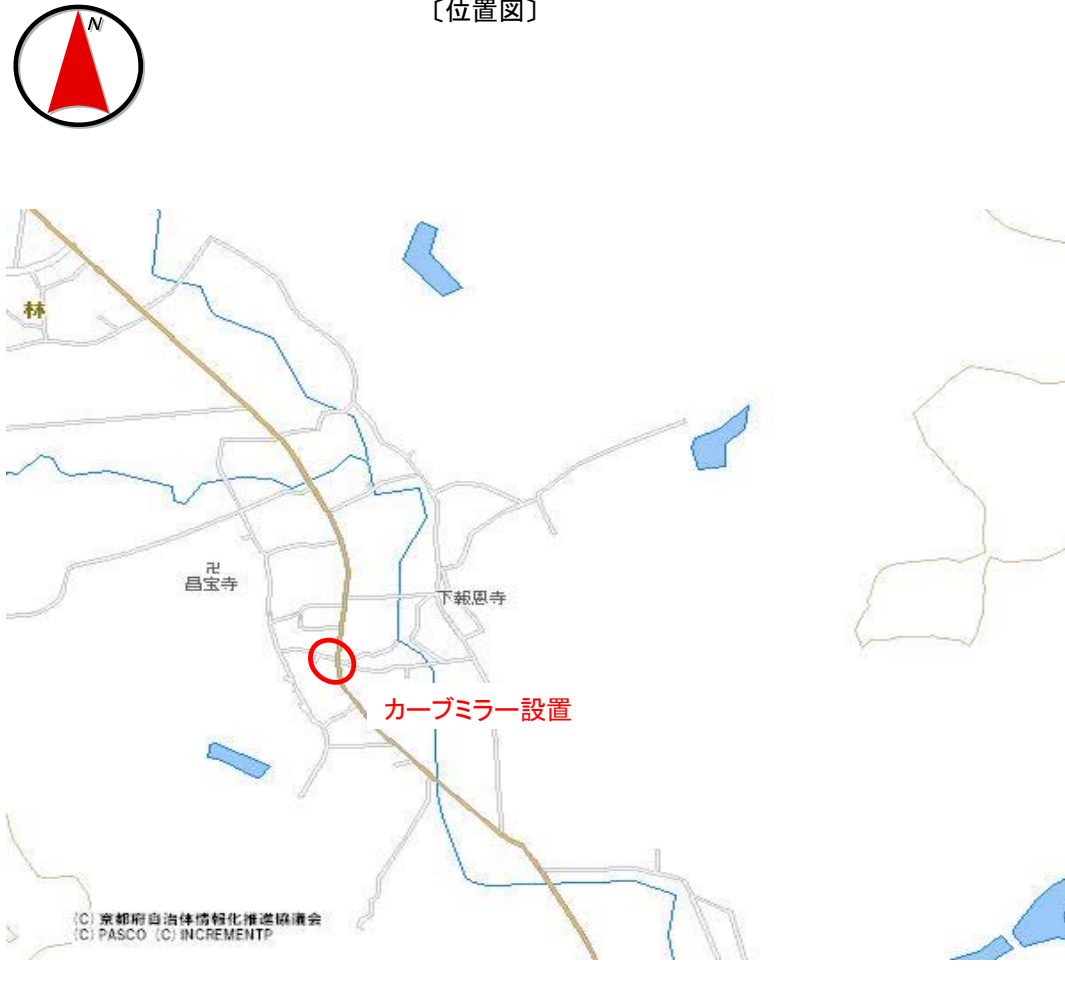 〔位置図〕
N
林
卍
昌宝寺
下報恩寺
カーブミラー設置
(C) 京都府自治体情報化推進協議会
(C) PASCO (C) INCREMENTP